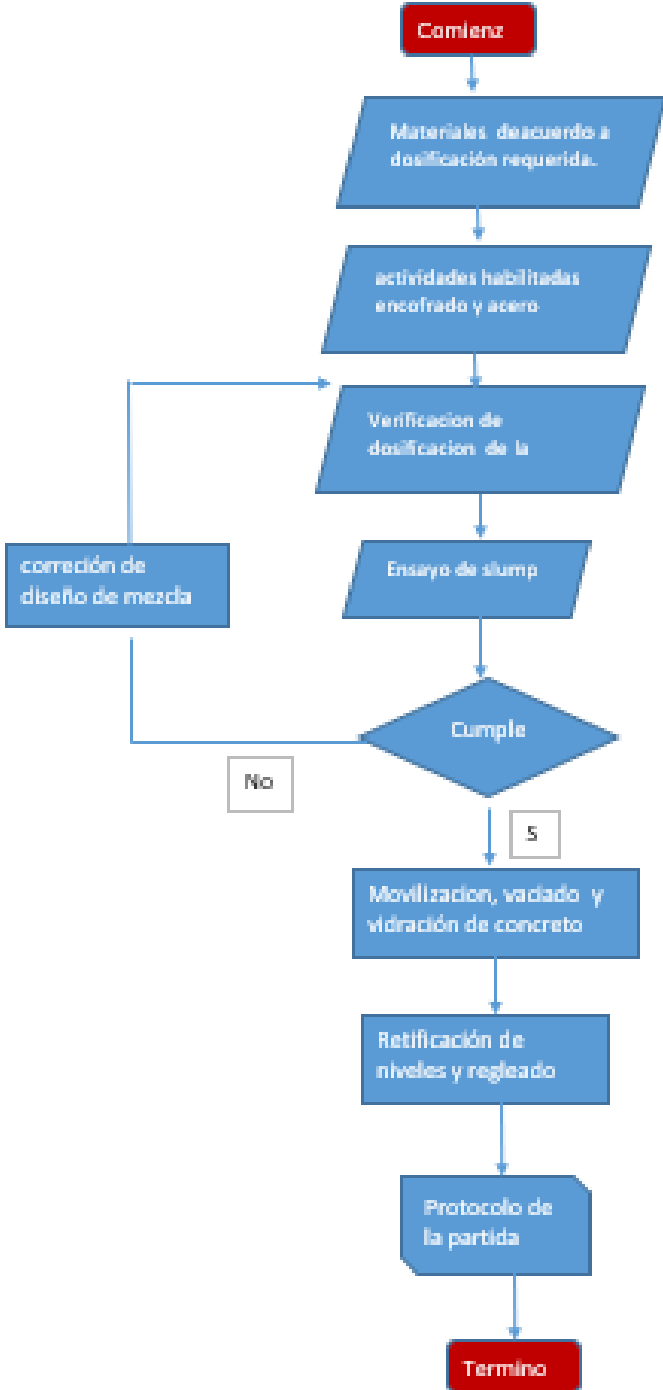 Comienz
Materiales deacuerdo a
dosificación requerida.
actividades habilitadas
encofrado y acero
Verificacion de
dosificacion de la
correción de
diseño de mezcla
Ensayo de slump
Cumple
No
S
Movilizacion, vaciado y
vidración de concreto
Retificación de
niveles y regleado
Protocolo de
la partida
Termino